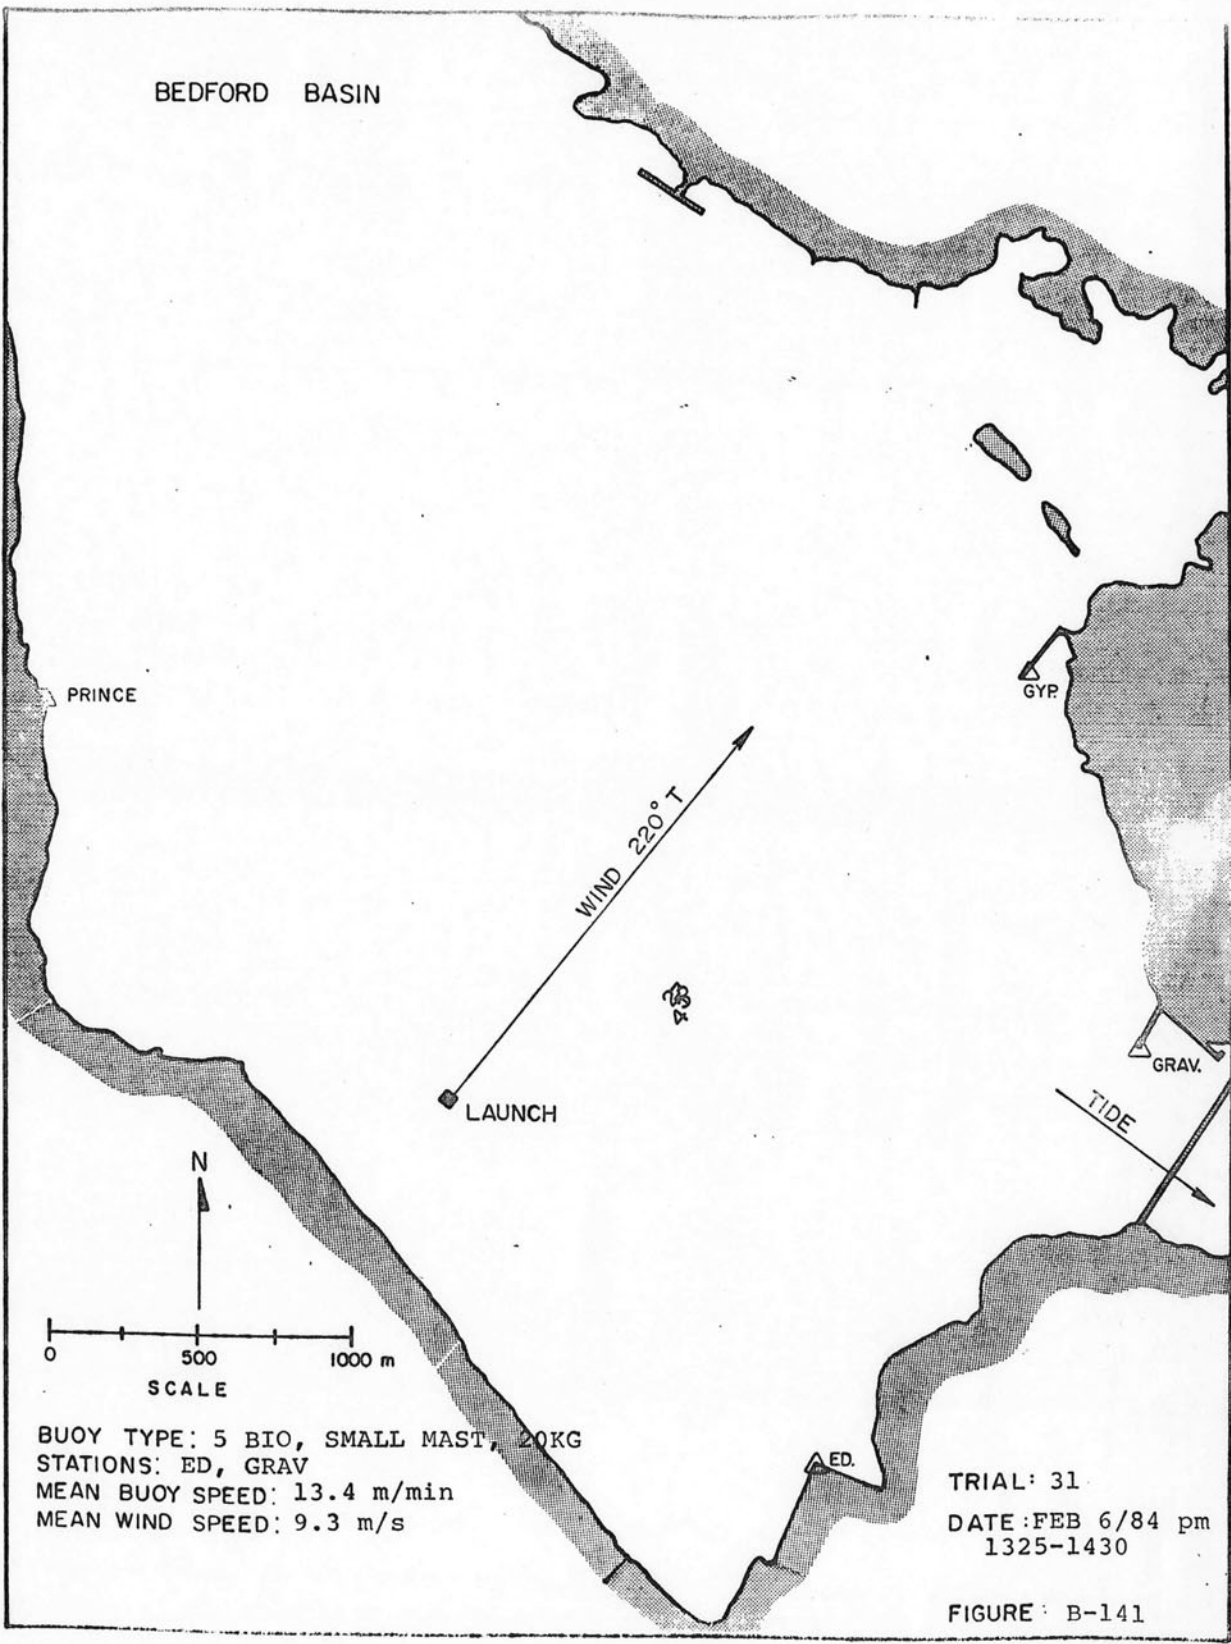 BEDFORD BASIN
PRINCE
GYP.
WIND 220° T
GRAV.
LAUNCH
TIDE
N
0 500 1000 m
SCALE
BUOY TYPE: 5 BIO, SMALL MAST, 20KG
STATIONS: ED, GRAV
MEAN BUOY SPEED: 13.4 m/min
MEAN WIND SPEED: 9.3 m/s
ED.
TRIAL: 31
DATE: FEB 6/84 pm
1325-1430
FIGURE: B-141